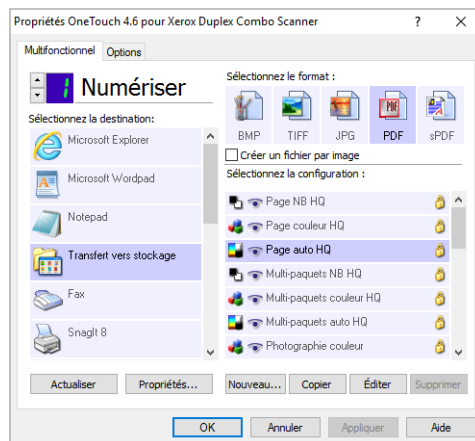 Propriétés OneTouch 4.6 pour Xerox Duplex Combo Scanner
Multifonctionnel Options
1 Numériser
Sélectionnez la destination:
Microsoft Explorer
Microsoft Wordpad
Notepad
Transfert vers stockage
Fax
SnagIt 8
Actualiser Propriétés...
Sélectionnez le format :
BMP TIFF JPG PDF sPDF
Créer un fichier par image
Sélectionnez la configuration :
Page NB HQ
Page couleur HQ
Page auto HQ
Multi-paquets NB HQ
Multi-paquets couleur HQ
Multi-paquets auto HQ
Photographie couleur
Nouveau... Copier Éditer Supprimer
OK Annuler Appliquer Aide